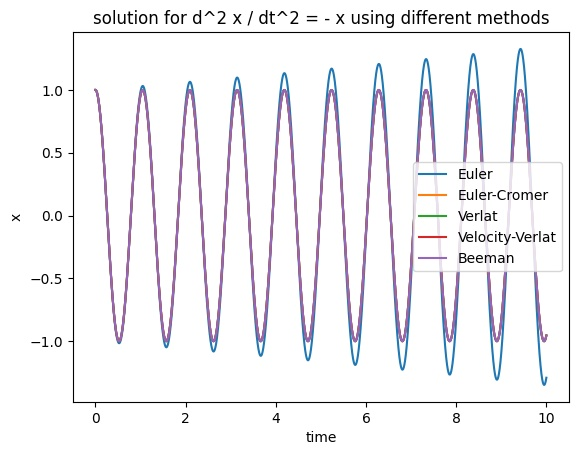 solution for d^2 x / dt^2 = - x using different methods
1.0
0.5
0.0
−0.5
−1.0
x
Euler
Euler-Cromer
Verlat
Velocity-Verlat
Beeman
0
2
4
6
8
10
time